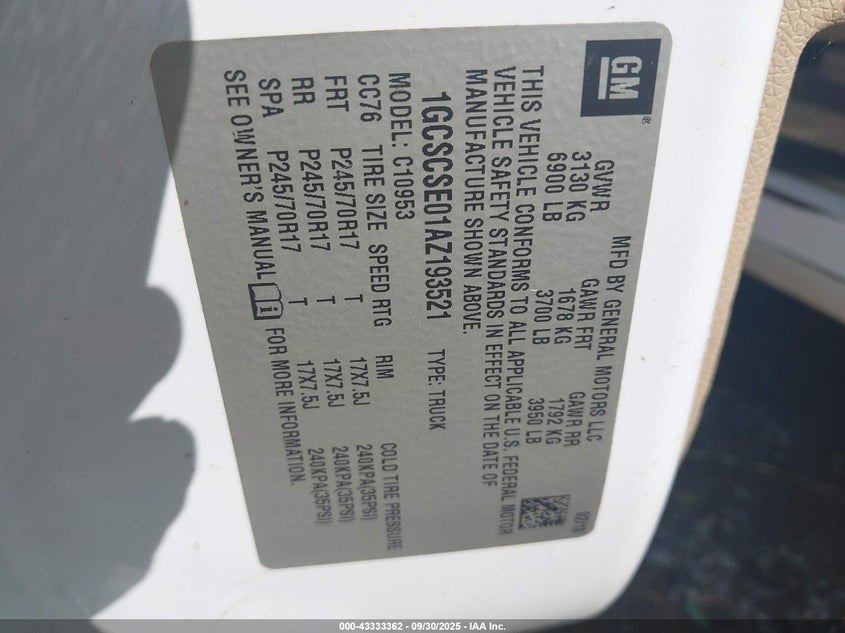 GM
MFD BY GENERAL MOTORS LLC 02/10
GVWR GAWR FRT GAWR RR
3130 KG 1678 KG 1792 KG
6900 LB 3700 LB 3950 LB
THIS VEHICLE CONFORMS TO ALL APPLICABLE U.S. FEDERAL MOTOR
VEHICLE SAFETY STANDARDS IN EFFECT ON THE DATE OF
MANUFACTURE SHOWN ABOVE.
1GCSCSE01AZ193521 TYPE: TRUCK
MODEL: C10953
CC76 TIRE SIZE SPEED RTG RIM COLD TIRE PRESSURE
FRT P245/70R17 T 17X7.5J 240KPA(35PSI)
RR P245/70R17 T 17X7.5J 240KPA(35PSI)
SPA P245/70R17 T 17X7.5J 240KPA(35PSI)
SEE OWNER'S MANUAL FOR MORE INFORMATION.
000-43333362 - 09/30/2025 - IAA Inc.